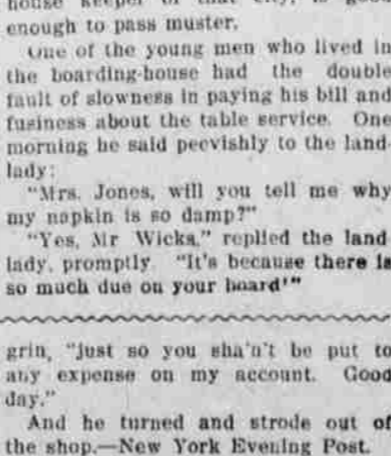 house keeper of that city, is good
enough to pass muster.
One of the young men who lived in
the boarding-house had the double
fault of slowness in paying his bill and
fusiness about the table service. One
morning he said peevishly to the land-
lady:
"Mrs. Jones, will you tell me why
my napkin is so damp?"
"Yes, Mr Wicks," replied the land
lady, promptly "It's because there is
so much due on your board'"
grin, "just so you sha'n't be put to
any expense on my account. Good
day."
And he turned and strode out of
the shop.—New York Evening Post.